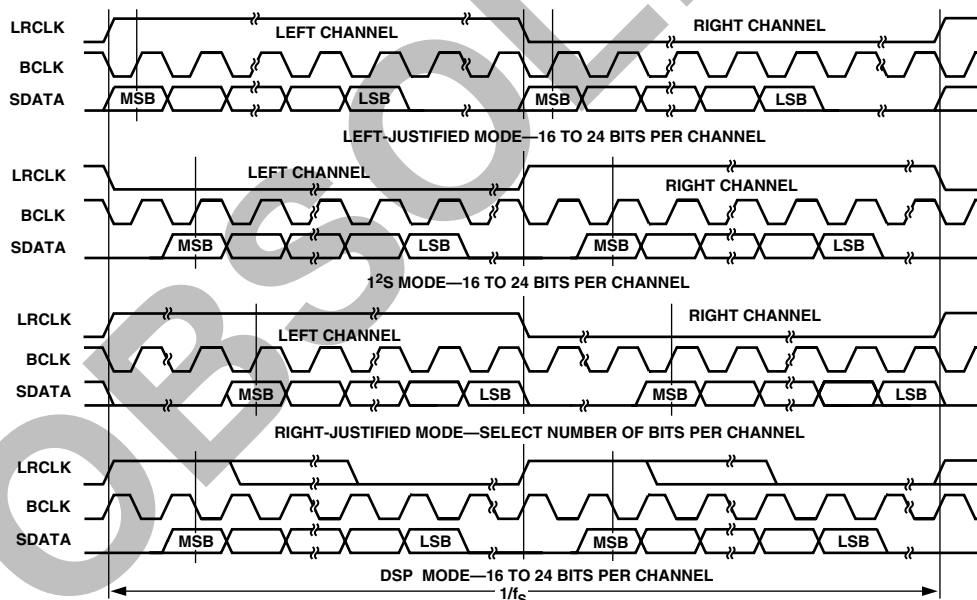 LRCLK
LEFT CHANNEL
RIGHT CHANNEL
BCLK
SDATA
MSB
LSB
MSB
LSB
LEFT-JUSTIFIED MODE—16 TO 24 BITS PER CHANNEL
LRCLK
LEFT CHANNEL
RIGHT CHANNEL
BCLK
SDATA
MSB
LSB
MSB
LSB
1²S MODE—16 TO 24 BITS PER CHANNEL
LRCLK
LEFT CHANNEL
RIGHT CHANNEL
BCLK
SDATA
MSB
LSB
MSB
LSB
RIGHT-JUSTIFIED MODE—SELECT NUMBER OF BITS PER CHANNEL
LRCLK
BCLK
SDATA
MSB
LSB
MSB
LSB
DSP MODE—16 TO 24 BITS PER CHANNEL
1/fS
OBSOL